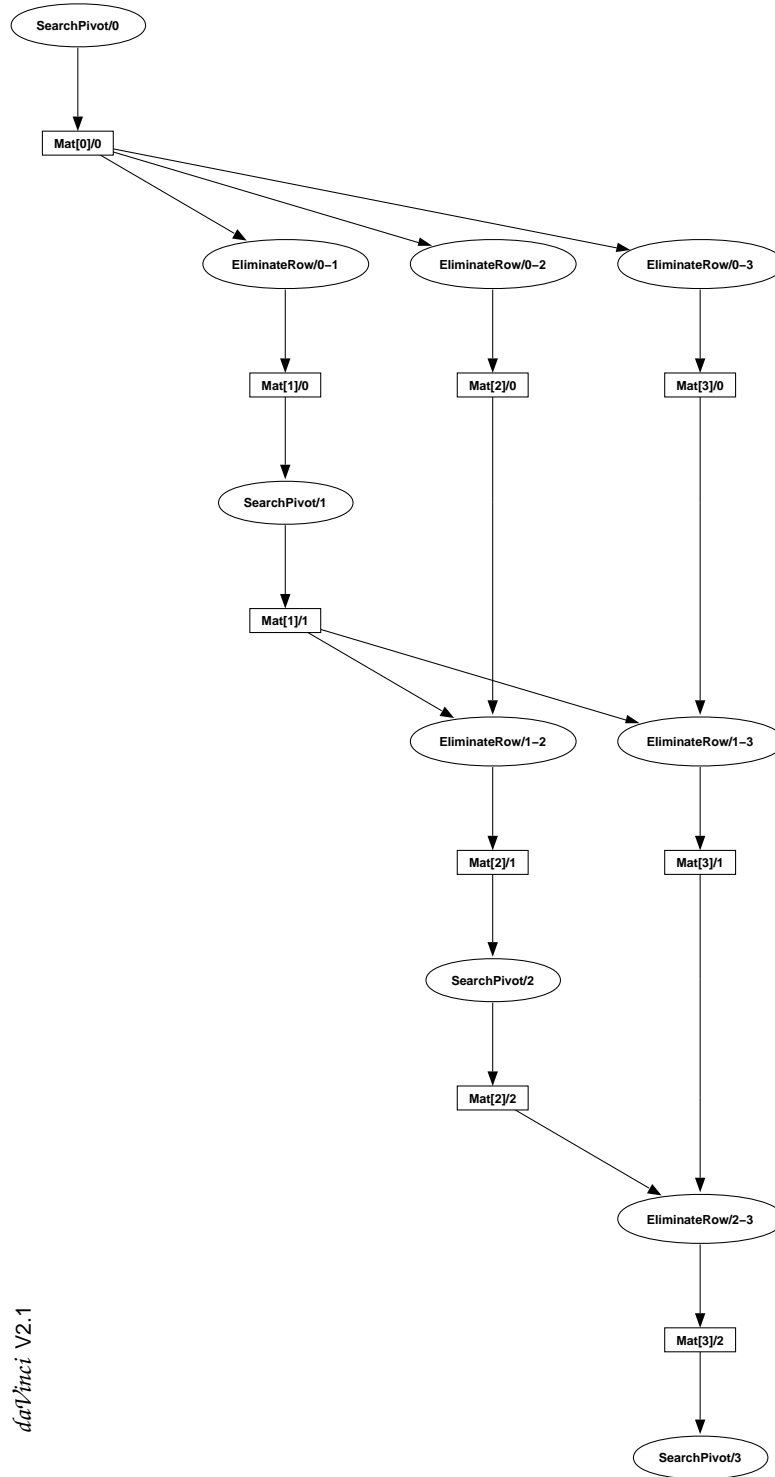 SearchPivot/0
Mat[0]/0
EliminateRow/0–1
EliminateRow/0–2
EliminateRow/0–3
Mat[1]/0
Mat[2]/0
Mat[3]/0
SearchPivot/1
Mat[1]/1
EliminateRow/1–2
EliminateRow/1–3
Mat[2]/1
Mat[3]/1
SearchPivot/2
Mat[2]/2
EliminateRow/2–3
Mat[3]/2
SearchPivot/3
daVinci V2.1